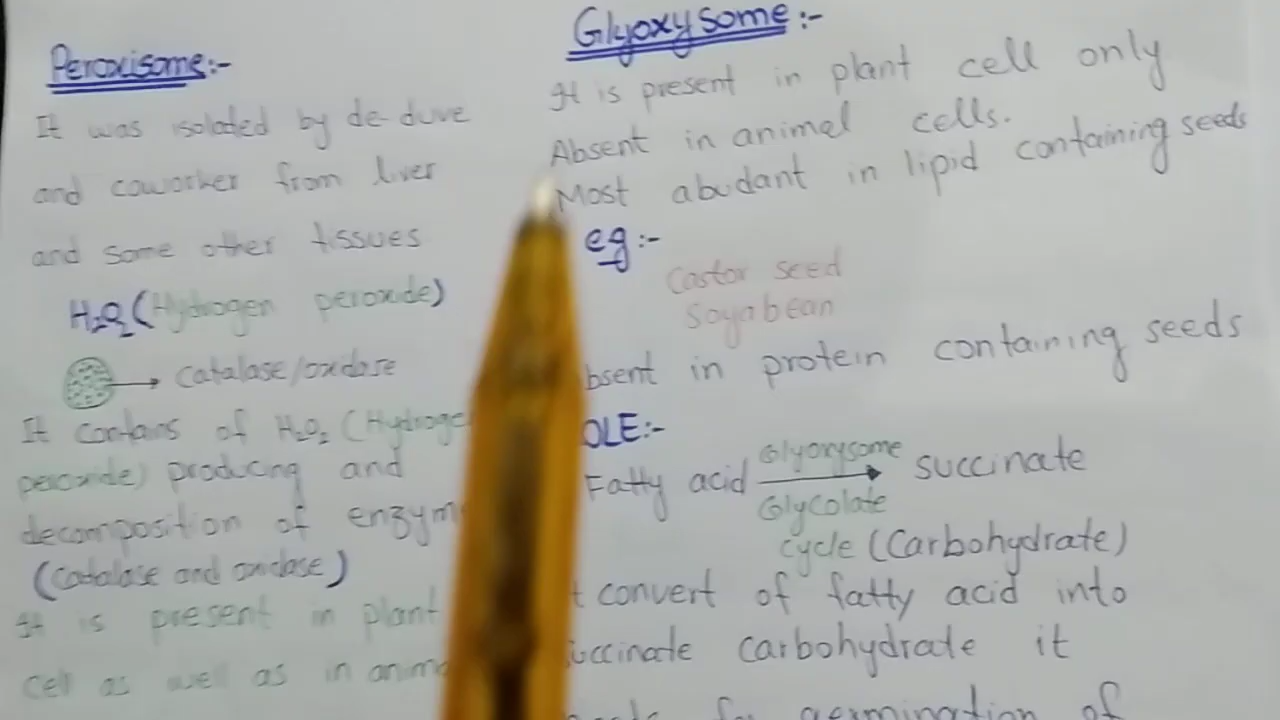 Peroxisome:-
It was isolated by de-duve
and coworker from liver
and some other tissues
H2O2 (Hydrogen peroxide)
catalase/oxidase
It contains of H2O2 (Hydroge
peroxide) producing and
decomposition of enzym
(catalase and oxidase)
It is present in plant
cell as well as in anim
Glyoxysome:-
It is present in plant cell only
Absent in animal cells.
Most abudant in lipid containing seeds
eg:-
Castor seed
Soyabean
bsent in protein containing seeds
OLE:-
Fatty acid Glyoxysome succinate
Glycolate
cycle (Carbohydrate)
t convert of fatty acid into
uccinate carbohydrate it
germination of